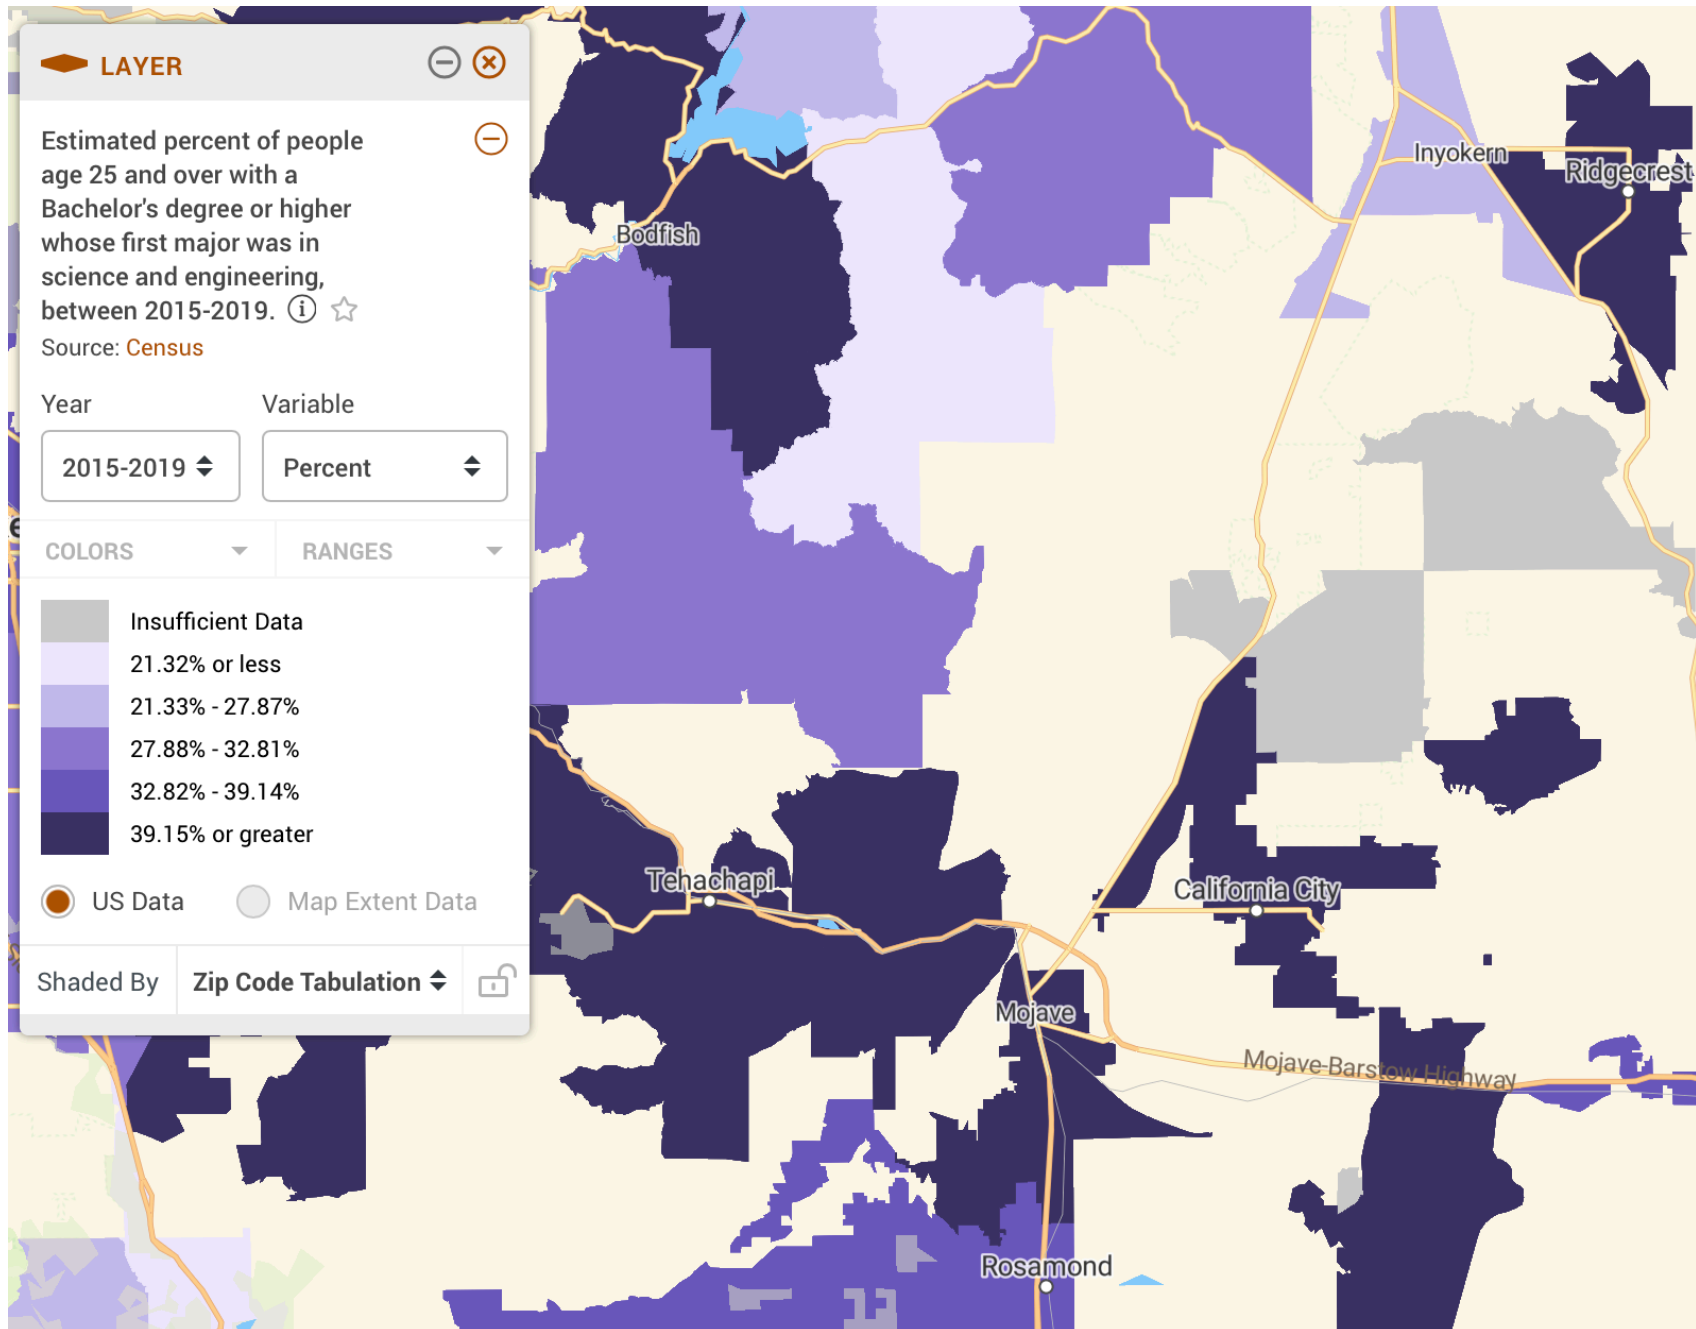 LAYER
Estimated percent of people
age 25 and over with a
Bachelor's degree or higher
whose first major was in
science and engineering,
between 2015-2019.
Source: Census
Year
Variable
2015-2019
Percent
COLORS
RANGES
Insufficient Data
21.32% or less
21.33% - 27.87%
27.88% - 32.81%
32.82% - 39.14%
39.15% or greater
US Data
Map Extent Data
Shaded By
Zip Code Tabulation
Inyokern
Ridgecrest
Bodfish
Tehachapi
California City
Mojave
Mojave-Barstow Highway
Rosamond